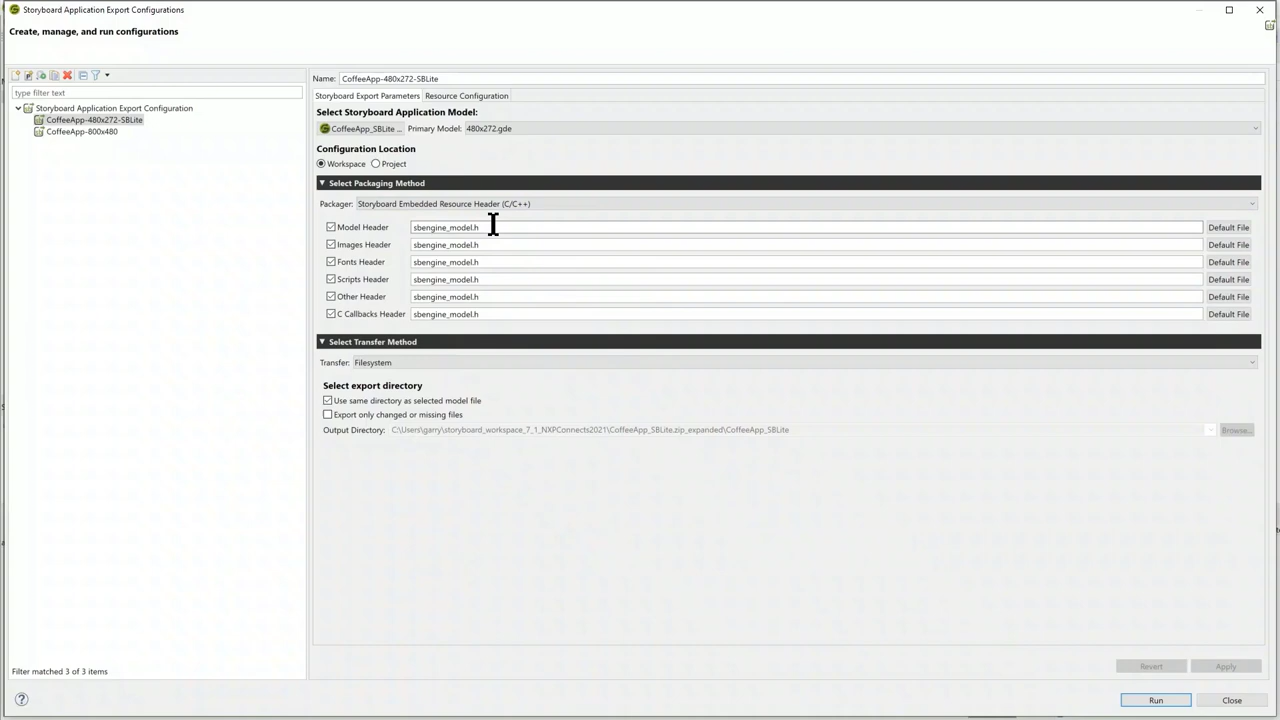 Storyboard Application Export Configurations
Create, manage, and run configurations
type filter text
Storyboard Application Export Configuration
CoffeeApp-480x272-SBLite
CoffeeApp-800x480
Filter matched 3 of 3 items
Name: CoffeeApp-480x272-SBLite
Storyboard Export Parameters Resource Configuration
Select Storyboard Application Model:
CoffeeApp_SBLite ... Primary Model: 480x272.gde
Configuration Location
Workspace Project
Select Packaging Method
Packager: Storyboard Embedded Resource Header (C/C++)
Model Header sbengine_model.h Default File
Images Header sbengine_model.h Default File
Fonts Header sbengine_model.h Default File
Scripts Header sbengine_model.h Default File
Other Header sbengine_model.h Default File
C Callbacks Header sbengine_model.h Default File
Select Transfer Method
Transfer: Filesystem
Select export directory
Use same directory as selected model file
Export only changed or missing files
Output Directory: C:\Users\garry\storyboard_workspace_7_1_NXPConnects2021\CoffeeApp_SBLite.zip_expanded\CoffeeApp_SBLite Browse...
Revert Apply
Run Close